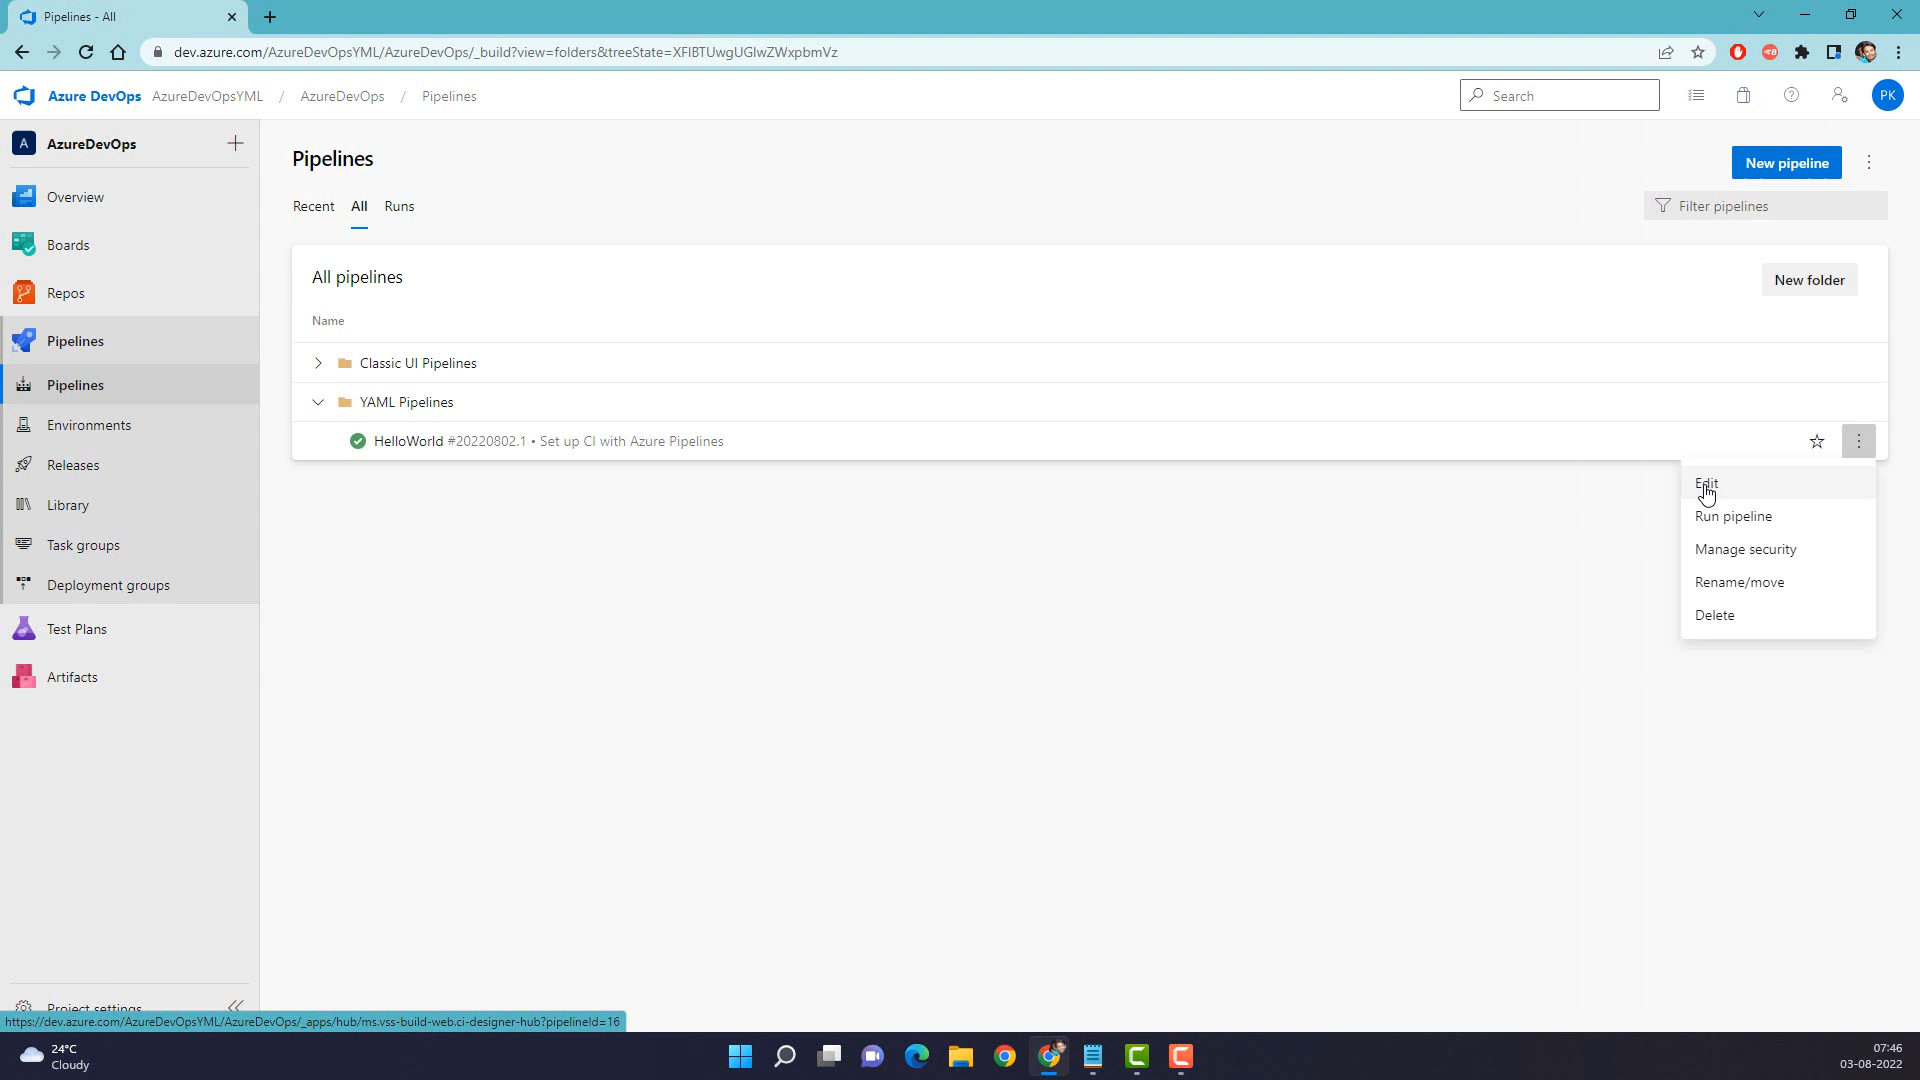 Pipelines - All
dev.azure.com/AzureDevOpsYML/AzureDevOps/_build?view=folders&treeState=XFlBTUwgUGlwZWxpbmVz
Azure DevOps AzureDevOpsYML / AzureDevOps / Pipelines
Search
PK
A AzureDevOps
Overview
Boards
Repos
Pipelines
Pipelines
Environments
Releases
Library
Task groups
Deployment groups
Test Plans
Artifacts
Project settings
Pipelines
New pipeline
Recent All Runs
Filter pipelines
All pipelines
New folder
Name
Classic UI Pipelines
YAML Pipelines
HelloWorld #20220802.1 • Set up CI with Azure Pipelines
Edit
Run pipeline
Manage security
Rename/move
Delete
https://dev.azure.com/AzureDevOpsYML/AzureDevOps/_apps/hub/ms.vss-build-web.ci-designer-hub?pipelineId=16
24°C
Cloudy
07:46
03-08-2022